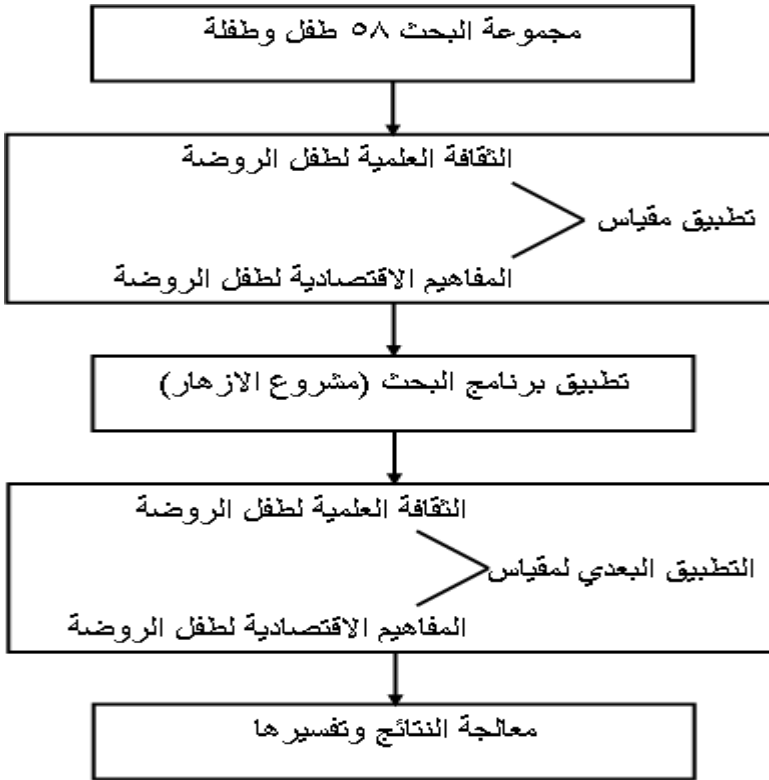 مجموعة البحث ٥٨ طفل وطفلة
الثقافة العلمية لطفل الروضة
تطبيق مقياس
المفاهيم الاقتصادية لطفل الروضة
تطبيق برنامج البحث (مشروع الازهار)
الثقافة العلمية لطفل الروضة
التطبيق البعدي لمقياس
المفاهيم الاقتصادية لطفل الروضة
معالجة النتائج وتفسيرها